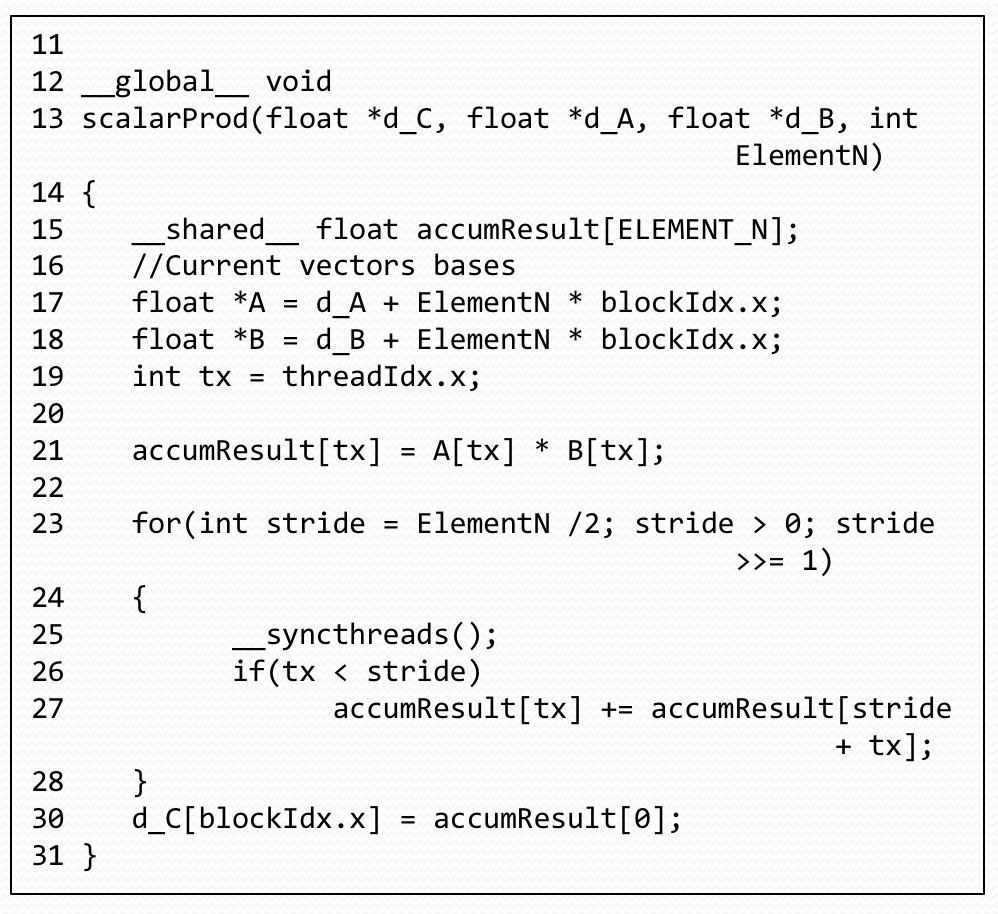 11
12 __global__ void
13 scalarProd(float *d_C, float *d_A, float *d_B, int
ElementN)
14 {
15    __shared__ float accumResult[ELEMENT_N];
16    //Current vectors bases
17    float *A = d_A + ElementN * blockIdx.x;
18    float *B = d_B + ElementN * blockIdx.x;
19    int tx = threadIdx.x;
20
21    accumResult[tx] = A[tx] * B[tx];
22
23    for(int stride = ElementN /2; stride > 0; stride
>>= 1)
24    {
25          __syncthreads();
26          if(tx < stride)
27                accumResult[tx] += accumResult[stride
+ tx];
28    }
30    d_C[blockIdx.x] = accumResult[0];
31 }